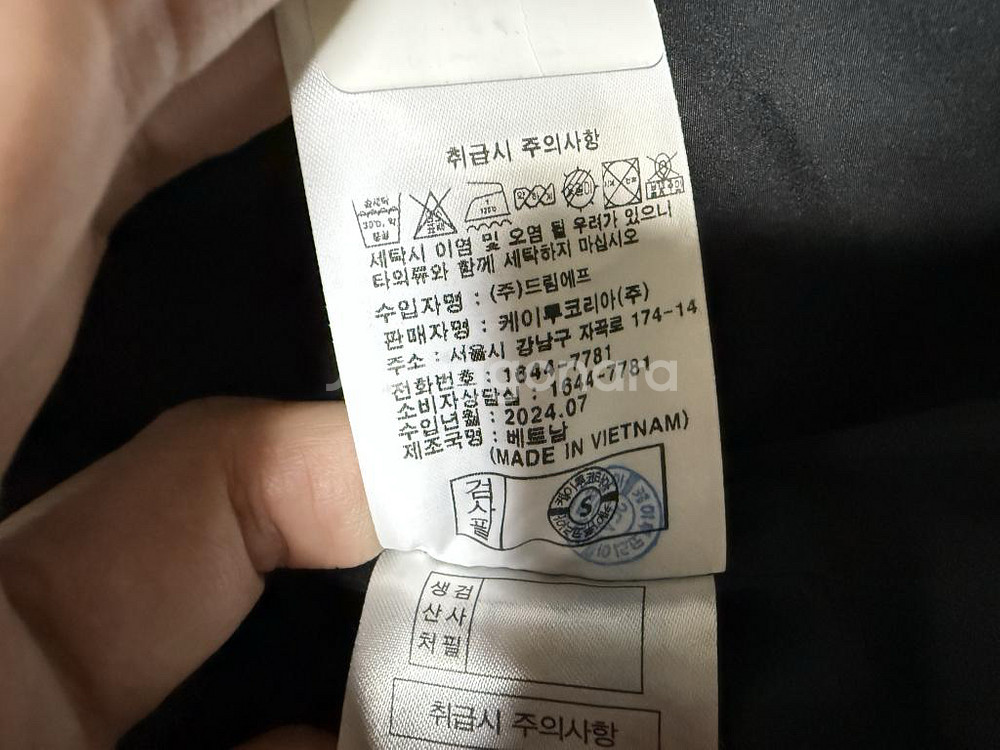 취급시 주의사항
세탁시 이염 및 오염 될 우려가 있으니
타의류와 함께 세탁하지 마십시오
수입자명 : (주)드림에프
판매자명 : 케이투코리아(주)
주소 : 서울시 강남구 자곡로 174-14
전화번호 : 1644-7781
소비자상담실 : 1644-7781
수입년월 : 2024.07
제조국명 : 베트남
(MADE IN VIETNAM)
검사필
S
생산처 검사필
취급시 주의사항